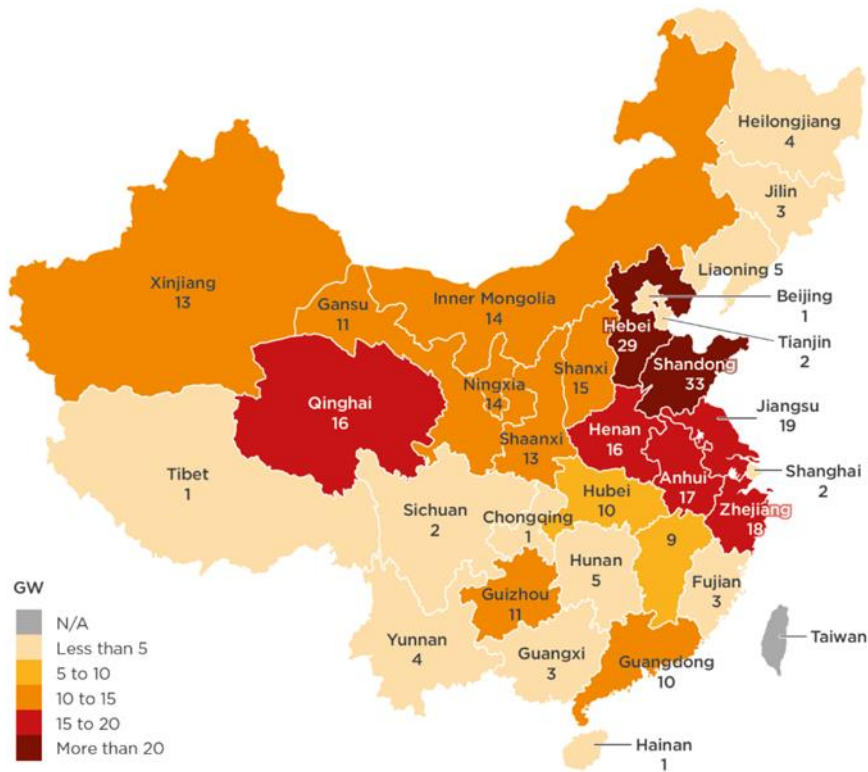 Heilongjiang
4
Jilin
3
Liaoning 5
Beijing
1
Tianjin
2
Xinjiang
13
Gansu
11
Inner Mongolia
14
Hebei
29
Shandong
33
Shanxi
15
Ningxia
14
Qinghai
16
Shaanxi
13
Henan
16
Jiangsu
19
Anhui
17
Shanghai
2
Zhejiang
18
Tibet
1
Sichuan
2
Chongqing
1
Hubei
10
9
Hunan
5
Fujian
3
Guizhou
11
Yunnan
4
Guangxi
3
Guangdong
10
Taiwan
Hainan
1
GW
N/A
Less than 5
5 to 10
10 to 15
15 to 20
More than 20